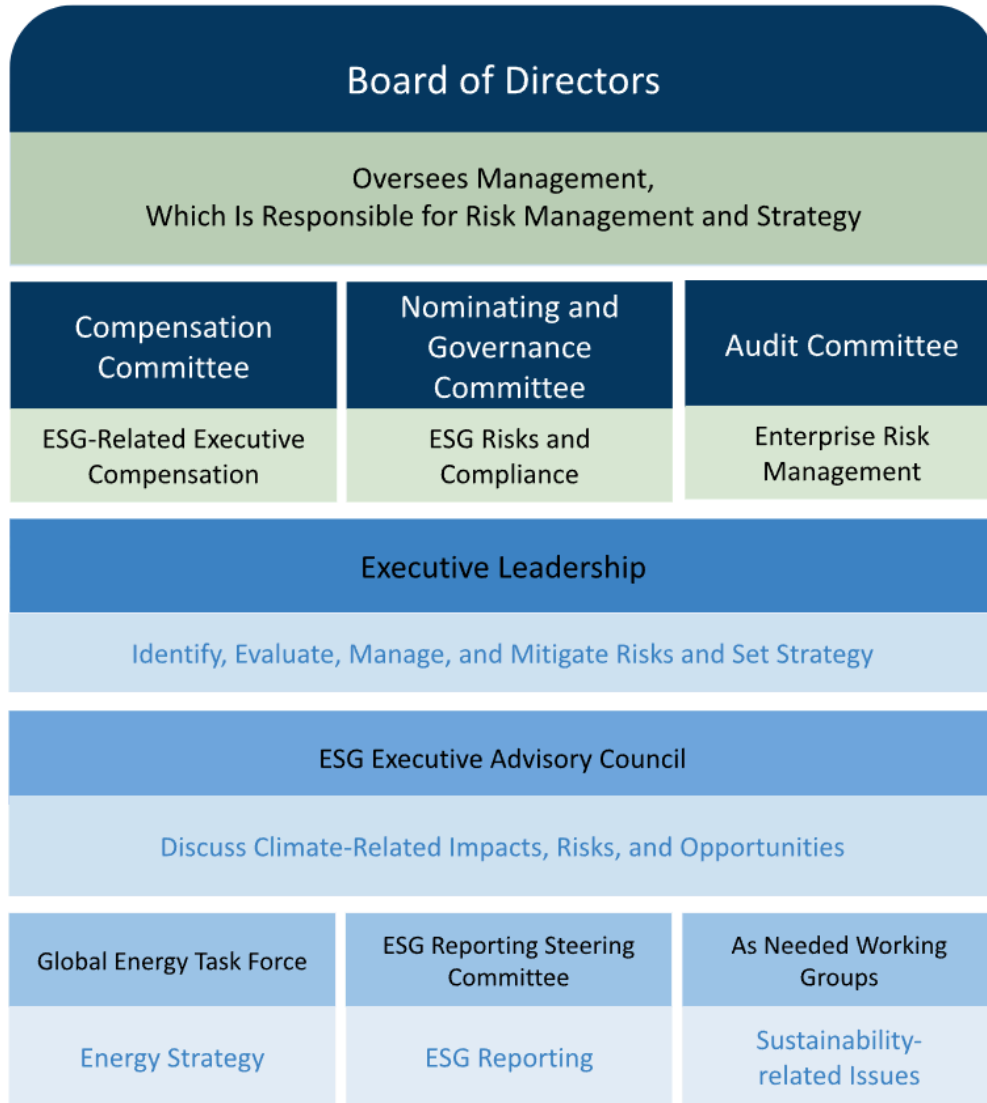 Board of Directors
Oversees Management,
Which Is Responsible for Risk Management and Strategy
Compensation
Committee
Nominating and
Governance
Committee
Audit Committee
ESG-Related Executive
Compensation
ESG Risks and
Compliance
Enterprise Risk
Management
Executive Leadership
Identify, Evaluate, Manage, and Mitigate Risks and Set Strategy
ESG Executive Advisory Council
Discuss Climate-Related Impacts, Risks, and Opportunities
Global Energy Task Force
ESG Reporting Steering
Committee
As Needed Working
Groups
Energy Strategy
ESG Reporting
Sustainability-
related Issues